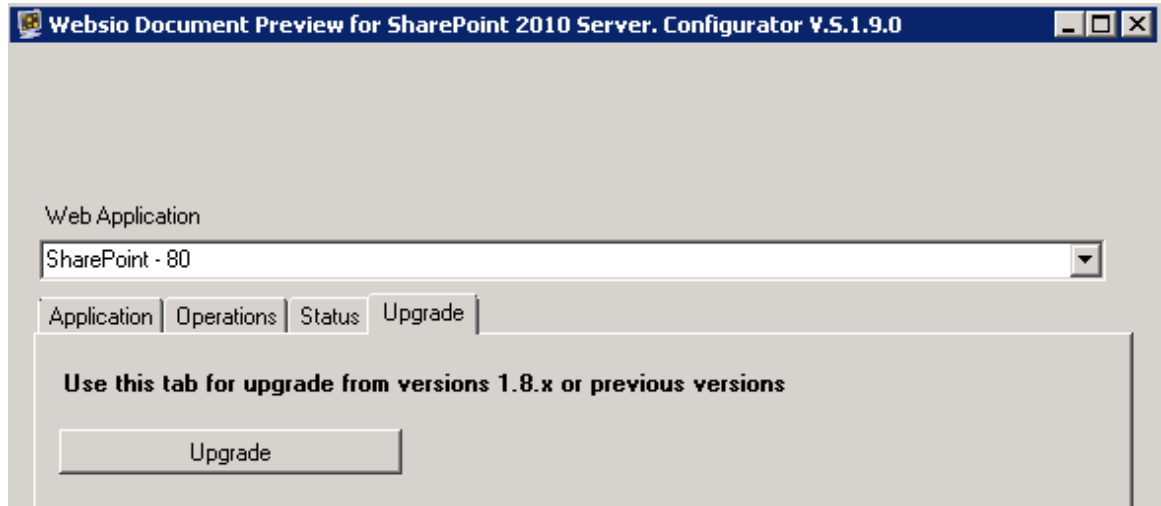 Websio Document Preview for SharePoint 2010 Server. Configurator V.S.1.9.0
Web Application
SharePoint - 80
Application Operations Status Upgrade
Use this tab for upgrade from versions 1.8.x or previous versions
Upgrade